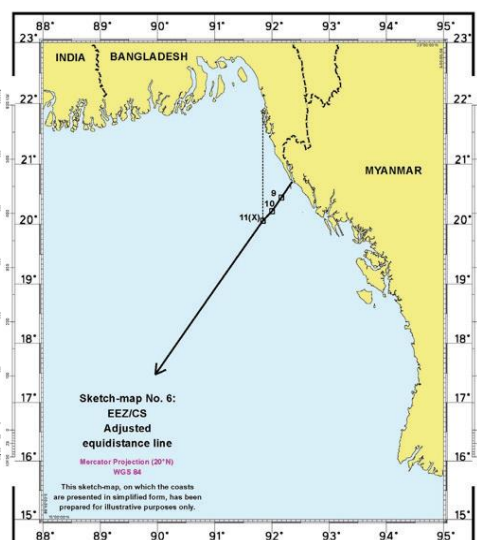 88° 89° 90° 91° 92° 93° 94° 95°
23° 23°
INDIA BANGLADESH
22° 22°
21° 21°
MYANMAR
9
10
11(X)
20° 20°
19° 19°
18° 18°
17° 17°
16° 16°
15° 15°
Sketch-map No. 6:
EEZ/CS
Adjusted
equidistance line
Mercator Projection (20°N)
WGS 84
This sketch-map, on which the coasts
are presented in simplified form, has been
prepared for illustrative purposes only.
88° 89° 90° 91° 92° 93° 94° 95°